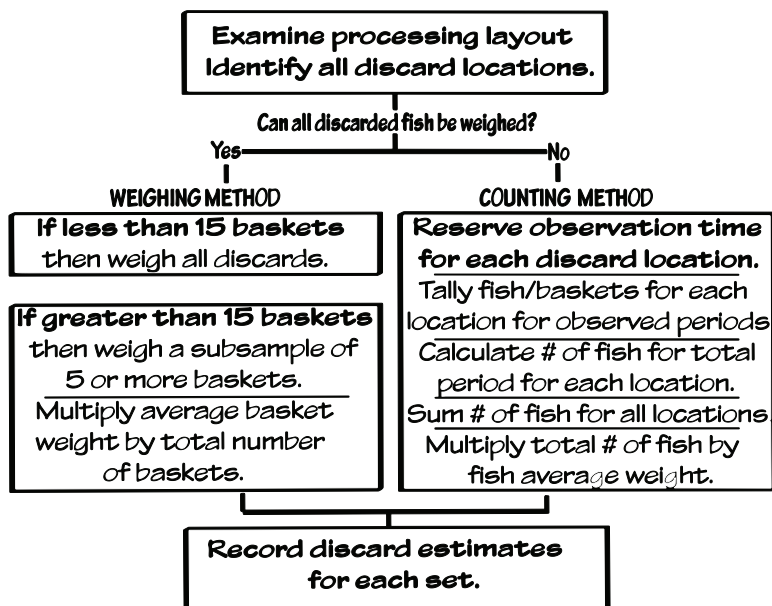 Examine processing layout
Identify all discard locations.
Can all discarded fish be weighed?
Yes
No
WEIGHING METHOD
If less than 15 baskets
then weigh all discards.
If greater than 15 baskets
then weigh a subsample of
5 or more baskets.
Multiply average basket
weight by total number
of baskets.
COUNTING METHOD
Reserve observation time
for each discard location.
Tally fish/baskets for each
location for observed periods
Calculate # of fish for total
period for each location.
Sum # of fish for all locations.
Multiply total # of fish by
fish average weight.
Record discard estimates
for each set.